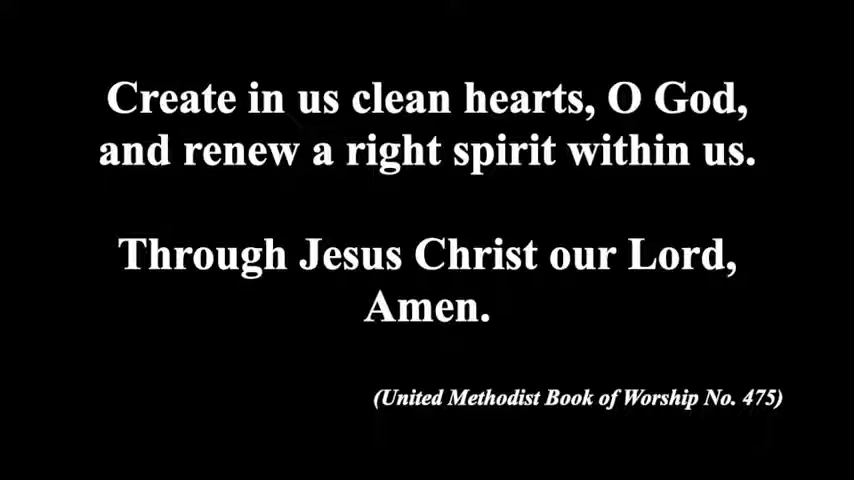 Create in us clean hearts, O God,
and renew a right spirit within us.
Through Jesus Christ our Lord,
Amen.
(United Methodist Book of Worship No. 475)